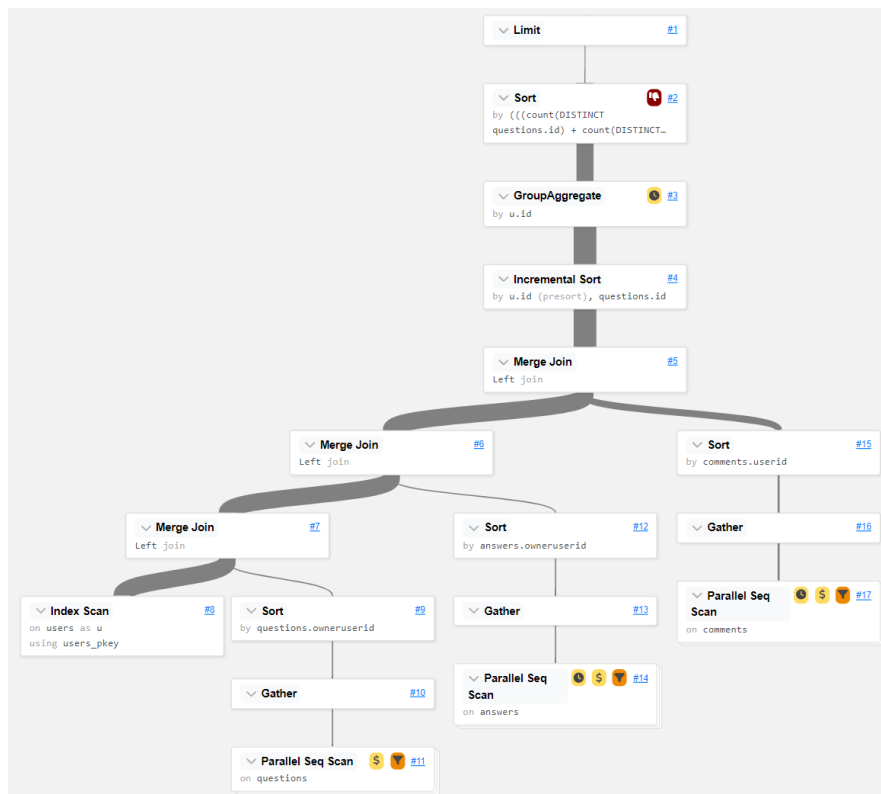 Limit #1
Sort #2
by (((count(DISTINCT
questions.id) + count(DISTINCT…
GroupAggregate #3
by u.id
Incremental Sort #4
by u.id (presort), questions.id
Merge Join #5
Left join
Merge Join #6
Left join
Sort #15
by comments.userid
Merge Join #7
Left join
Sort #12
by answers.owneruserid
Gather #16
Index Scan #8
on users as u
using users_pkey
Sort #9
by questions.owneruserid
Gather #13
Parallel Seq
Scan
$ #17
on comments
Gather #10
Parallel Seq
Scan
$ #14
on answers
Parallel Seq Scan $ #11
on questions